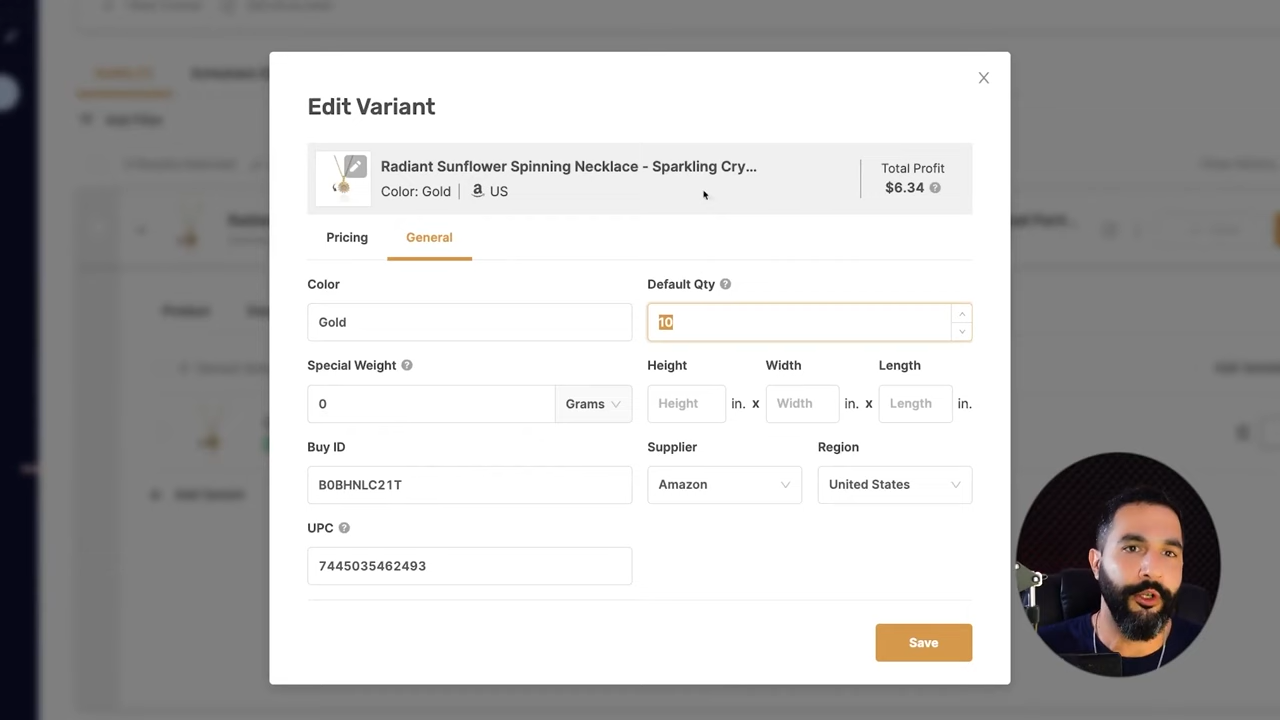 Edit Variant
Radiant Sunflower Spinning Necklace - Sparkling Cry...
Color: Gold
a US
Total Profit
$6.34
Pricing
General
Color
Default Qty
Gold
10
Special Weight
Height
Width
Length
0
Grams
Height
in. x
Width
in. x
Length
in.
Buy ID
Supplier
Region
B0BHNLC21T
Amazon
United States
UPC
7445035462493
Save